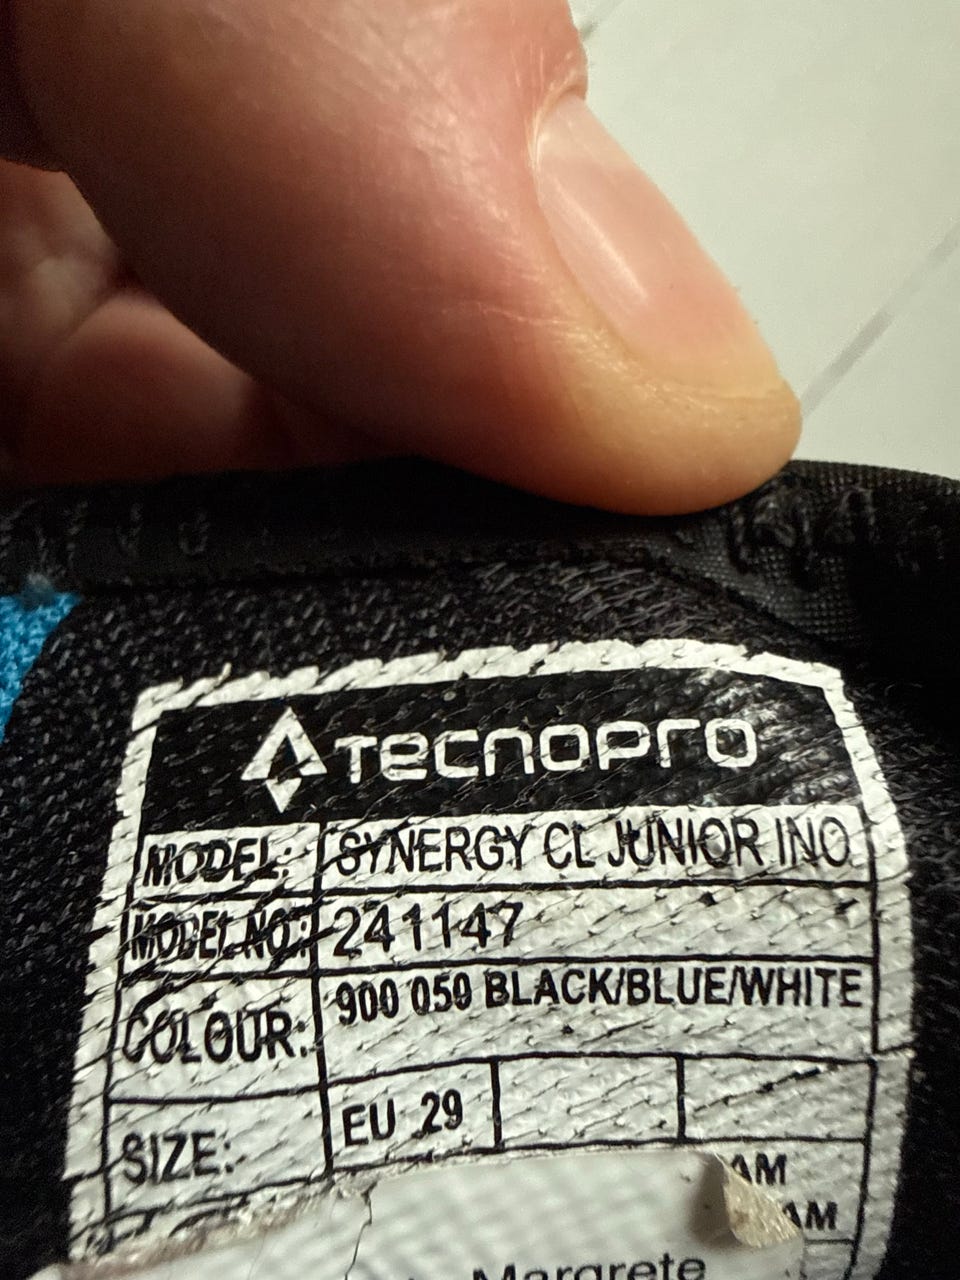 TECNOPRO
MODEL: SYNERGY CL JUNIOR INO
MODEL NO.: 241147
COLOUR: 900 059 BLACK/BLUE/WHITE
SIZE: EU 29
AM
AM
Margrete